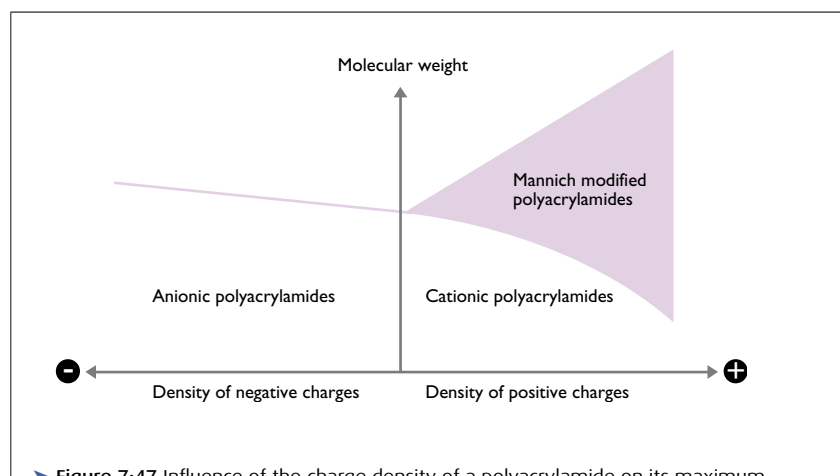 Molecular weight
Mannich modified
polyacrylamides
Anionic polyacrylamides
Cationic polyacrylamides
-
+
Density of negative charges
Density of positive charges
➤ Figure 7·47 Influence of the charge density of a polyacrylamide on its maximum